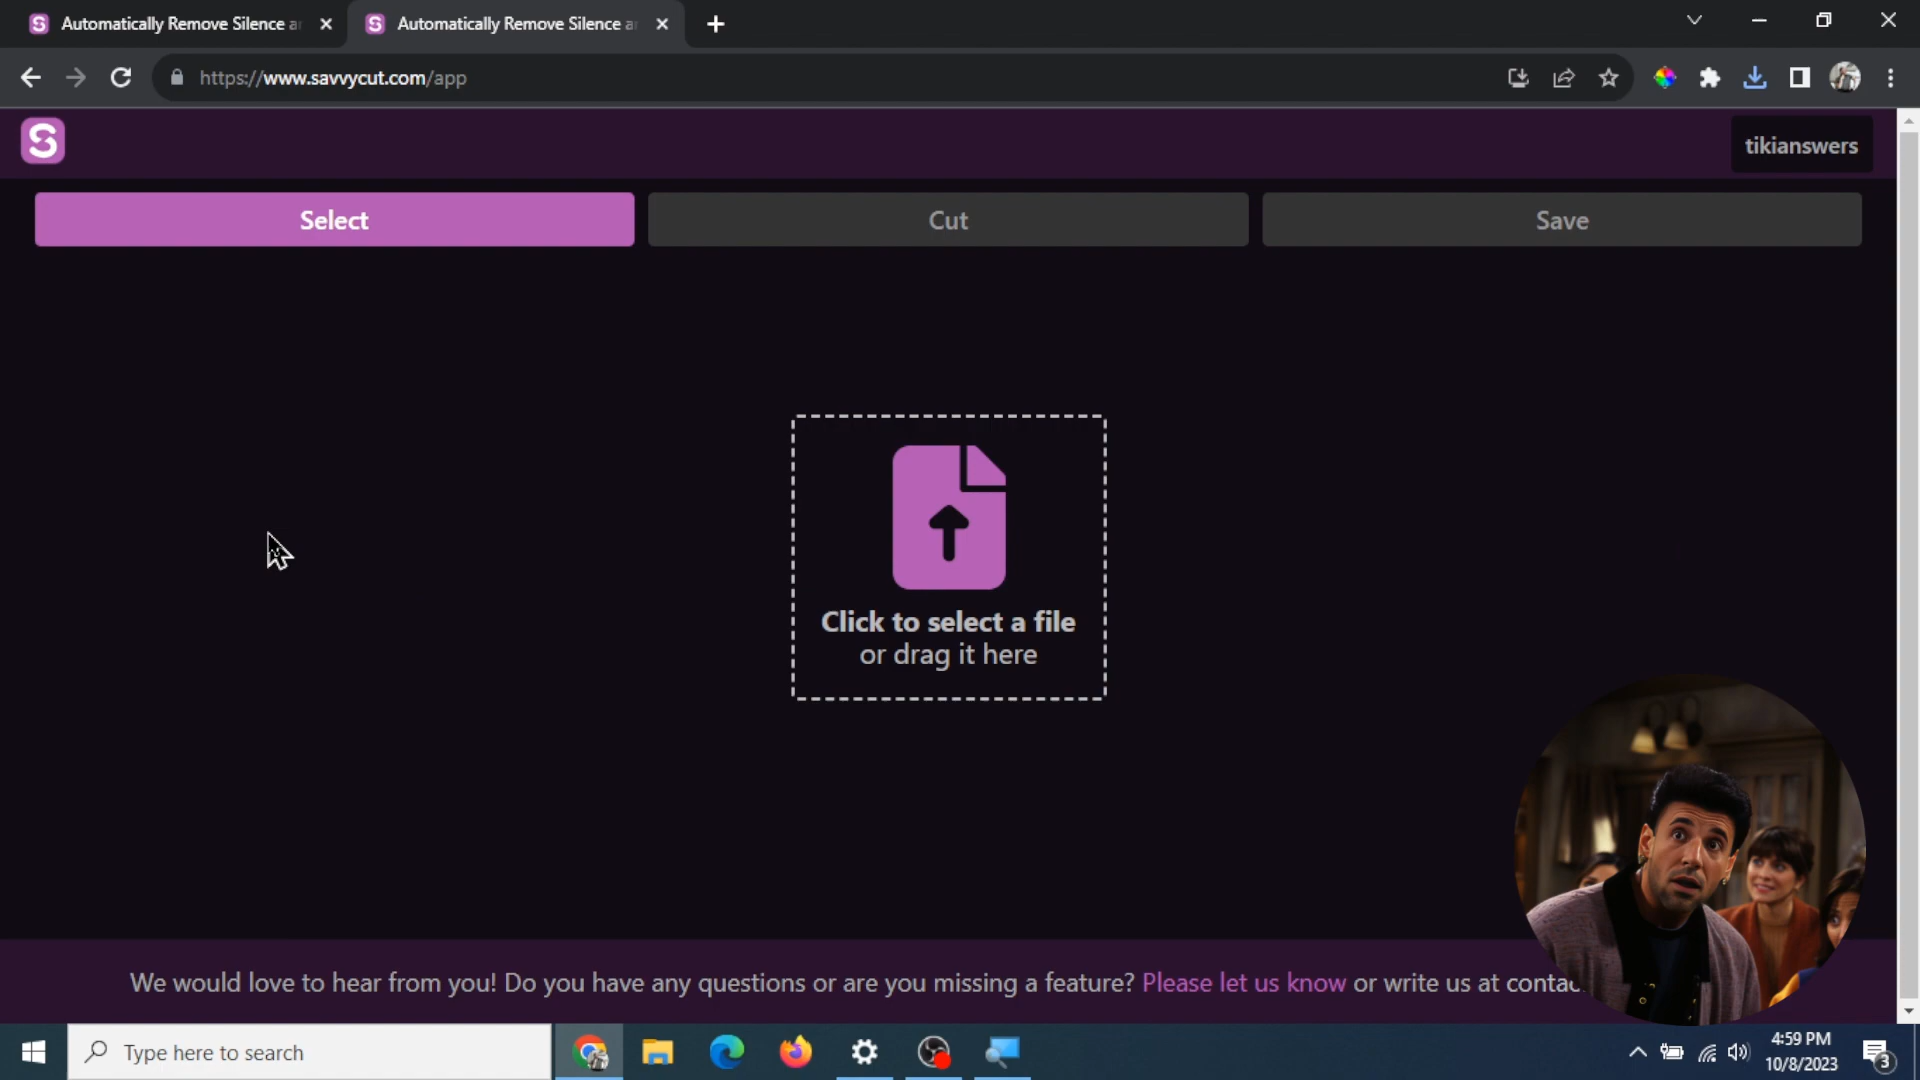 Automatically Remove Silence a
Automatically Remove Silence a
https://www.savvycut.com/app
S
tikianswers
Select
Cut
Save
Click to select a file
or drag it here
We would love to hear from you! Do you have any questions or are you missing a feature? Please let us know or write us at contac
Type here to search
4:59 PM
10/8/2023
3